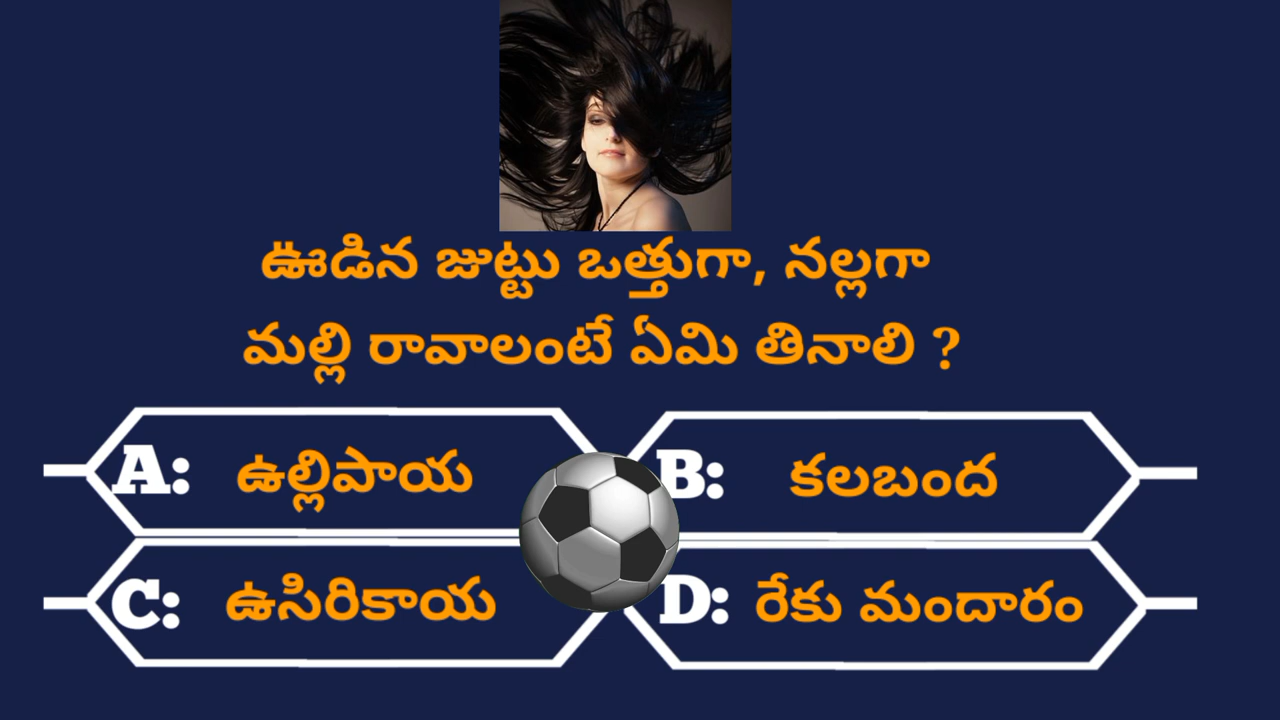 ఊడిన జుట్టు ఒత్తుగా, నల్లగా
మల్లి రావాలంటే ఏమి తినాలి ?
A: ఉల్లిపాయ
B: కలబంద
C: ఉసిరికాయ
D: రేకు మందారం